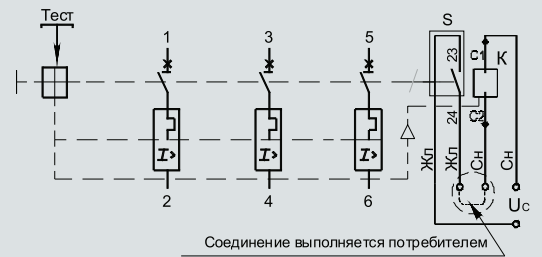 Тест
1
3
5
S
23
C1
K
I>
I>
I>
24
C2
Жл
Жл
Сн
Сн
2
4
6
Uc
Соединение выполняется потребителем